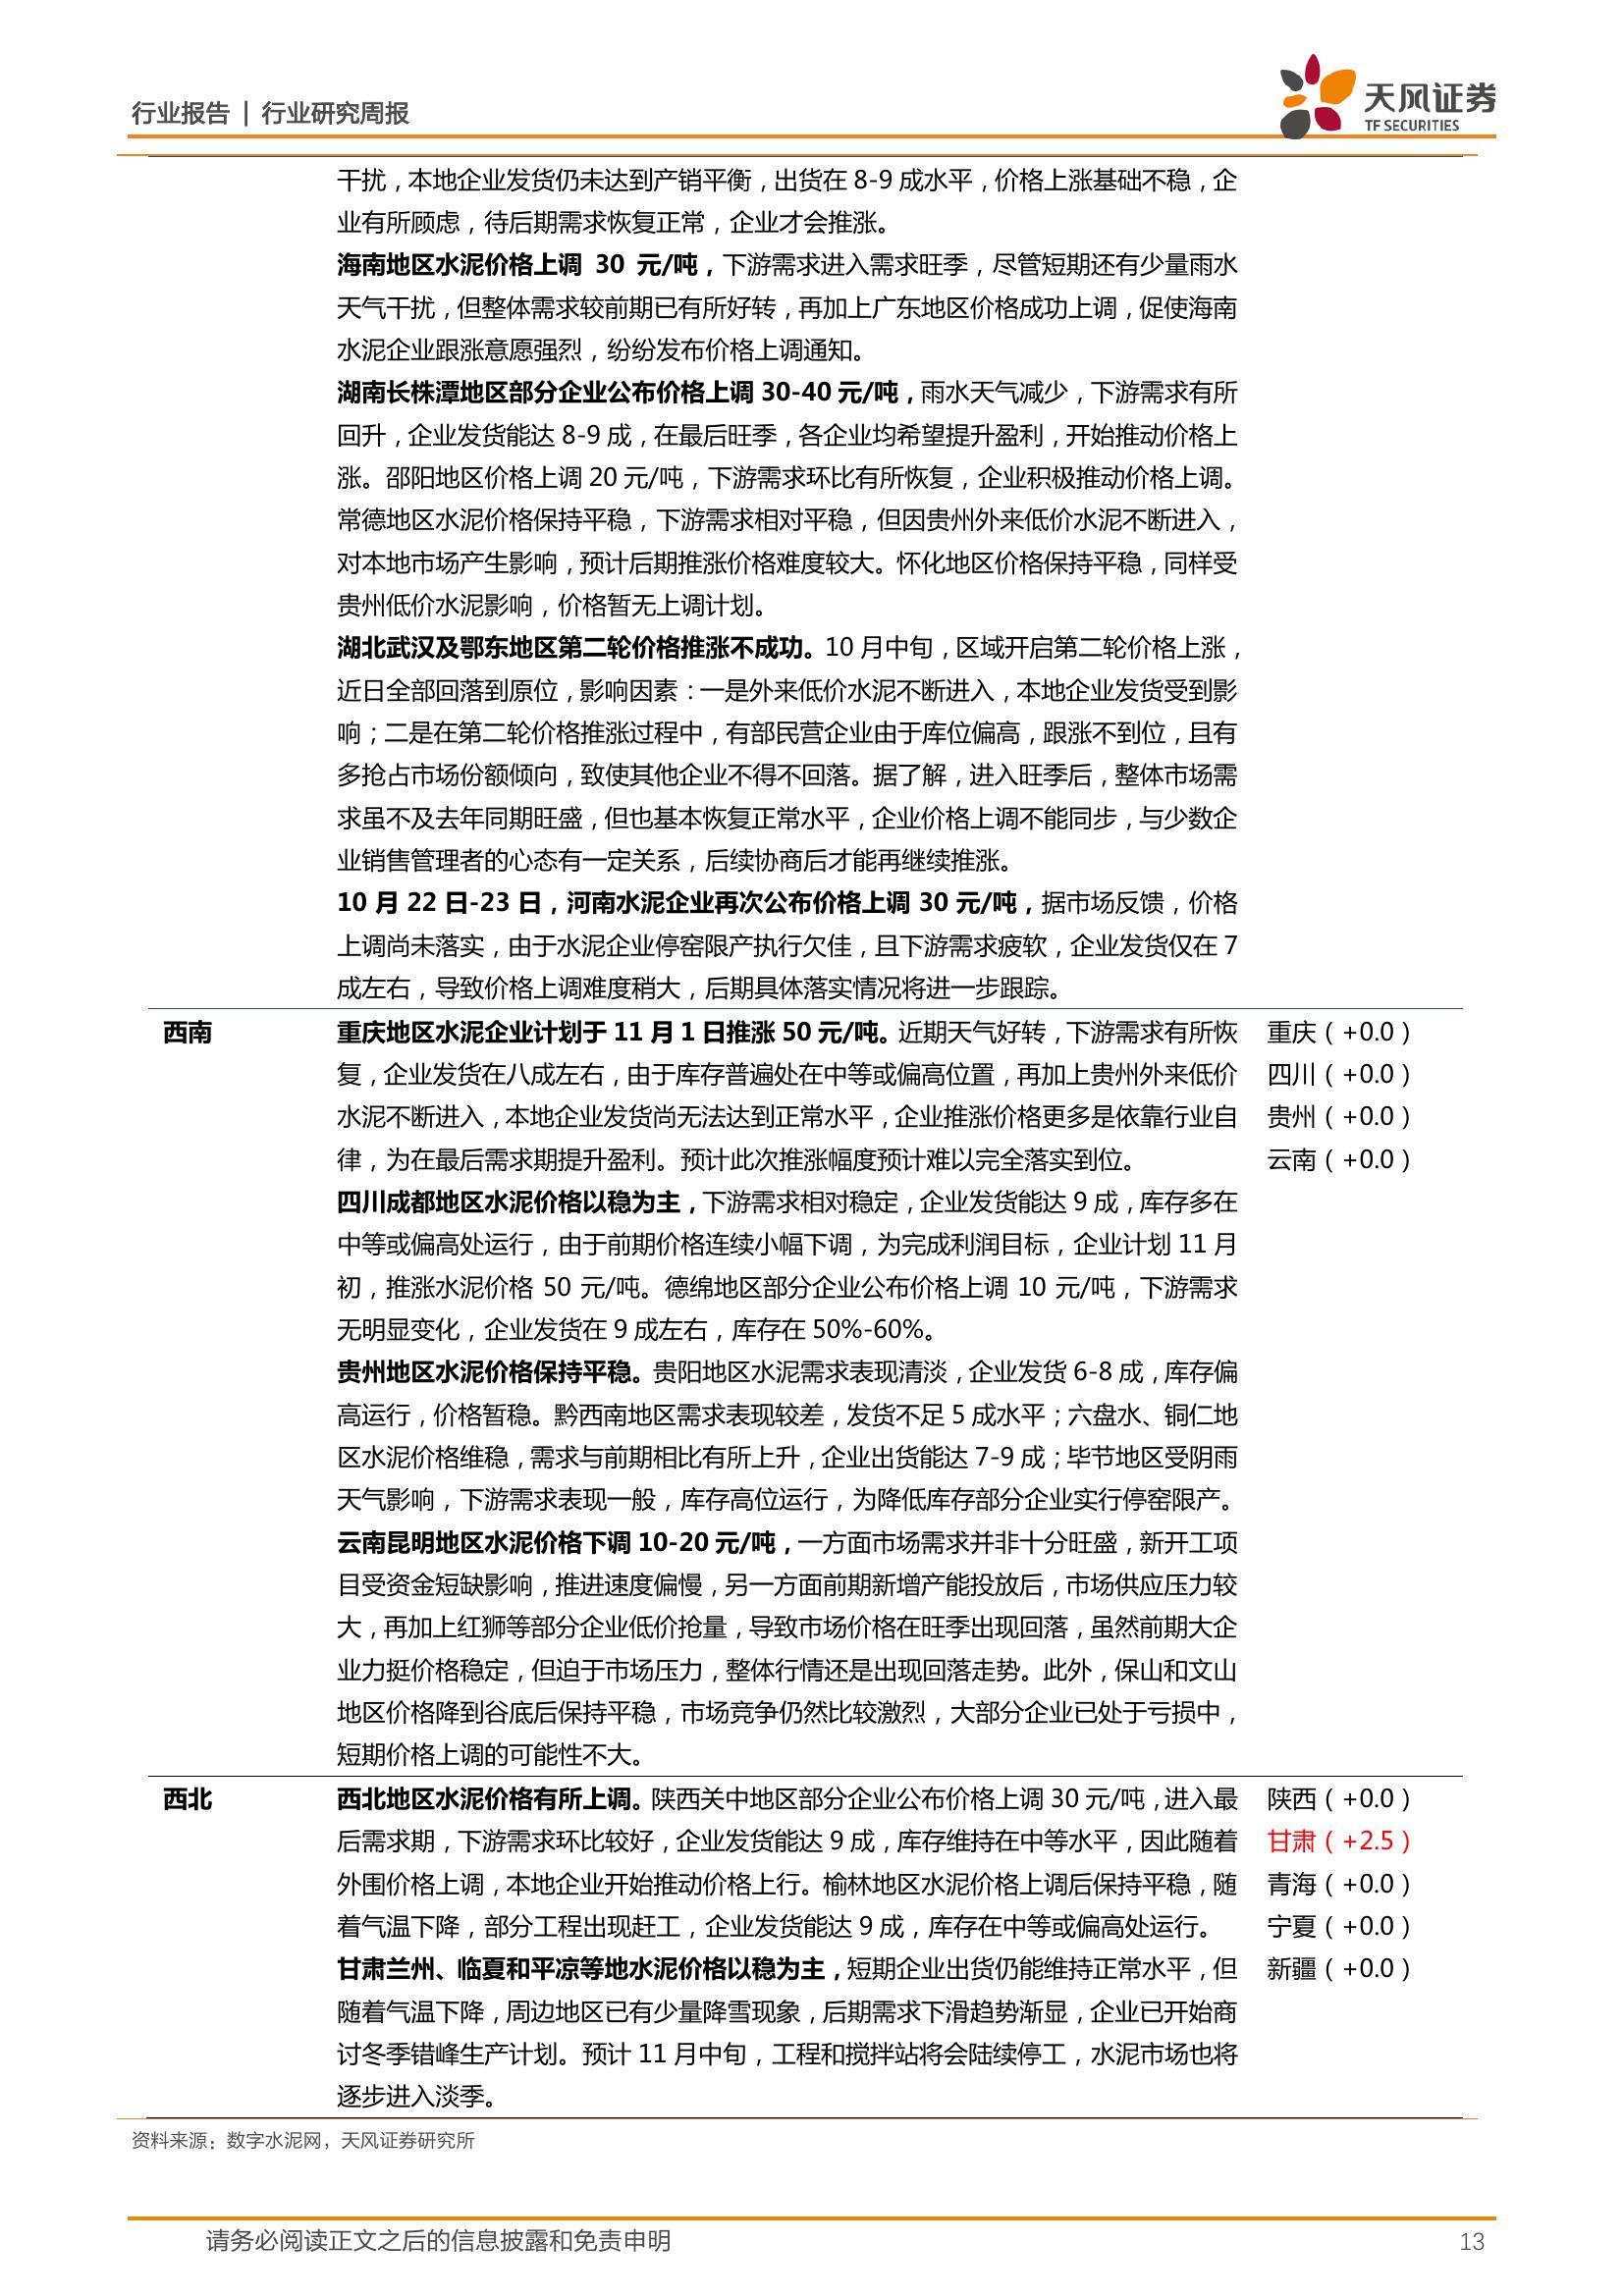 行业报告 | 行业研究周报
天风证券
TF SECURITIES
干扰，本地企业发货仍未达到产销平衡，出货在 8-9 成水平，价格上涨基础不稳，企
业有所顾虑，待后期需求恢复正常，企业才会推涨。
海南地区水泥价格上调 30 元/吨，下游需求进入需求旺季，尽管短期还有少量雨水
天气干扰，但整体需求较前期已有所好转，再加上广东地区价格成功上调，促使海南
水泥企业跟涨意愿强烈，纷纷发布价格上调通知。
湖南长株潭地区部分企业公布价格上调 30-40 元/吨，雨水天气减少，下游需求有所
回升，企业发货能达 8-9 成，在最后旺季，各企业均希望提升盈利，开始推动价格上
涨。邵阳地区价格上调 20 元/吨，下游需求环比有所恢复，企业积极推动价格上调。
常德地区水泥价格保持平稳，下游需求相对平稳，但因贵州外来低价水泥不断进入，
对本地市场产生影响，预计后期推涨价格难度较大。怀化地区价格保持平稳，同样受
贵州低价水泥影响，价格暂无上调计划。
湖北武汉及鄂东地区第二轮价格推涨不成功。10 月中旬，区域开启第二轮价格上涨，
近日全部回落到原位，影响因素：一是外来低价水泥不断进入，本地企业发货受到影
响；二是在第二轮价格推涨过程中，有部民营企业由于库位偏高，跟涨不到位，且有
多抢占市场份额倾向，致使其他企业不得不回落。据了解，进入旺季后，整体市场需
求虽不及去年同期旺盛，但也基本恢复正常水平，企业价格上调不能同步，与少数企
业销售管理者的心态有一定关系，后续协商后才能再继续推涨。
10 月 22 日-23 日，河南水泥企业再次公布价格上调 30 元/吨，据市场反馈，价格
上调尚未落实，由于水泥企业停窑限产执行欠佳，且下游需求疲软，企业发货仅在 7
成左右，导致价格上调难度稍大，后期具体落实情况将进一步跟踪。
西南 重庆地区水泥企业计划于 11 月 1 日推涨 50 元/吨。近期天气好转，下游需求有所恢 重庆（+0.0）
复，企业发货在八成左右，由于库存普遍处在中等或偏高位置，再加上贵州外来低价 四川（+0.0）
水泥不断进入，本地企业发货尚无法达到正常水平，企业推涨价格更多是依靠行业自 贵州（+0.0）
律，为在最后需求期提升盈利。预计此次推涨幅度预计难以完全落实到位。 云南（+0.0）
四川成都地区水泥价格以稳为主，下游需求相对稳定，企业发货能达 9 成，库存多在
中等或偏高处运行，由于前期价格连续小幅下调，为完成利润目标，企业计划 11 月
初，推涨水泥价格 50 元/吨。德绵地区部分企业公布价格上调 10 元/吨，下游需求
无明显变化，企业发货在 9 成左右，库存在 50%-60%。
贵州地区水泥价格保持平稳。贵阳地区水泥需求表现清淡，企业发货 6-8 成，库存偏
高运行，价格暂稳。黔西南地区需求表现较差，发货不足 5 成水平；六盘水、铜仁地
区水泥价格维稳，需求与前期相比有所上升，企业出货能达 7-9 成；毕节地区受阴雨
天气影响，下游需求表现一般，库存高位运行，为降低库存部分企业实行停窑限产。
云南昆明地区水泥价格下调 10-20 元/吨，一方面市场需求并非十分旺盛，新开工项
目受资金短缺影响，推进速度偏慢，另一方面前期新增产能投放后，市场供应压力较
大，再加上红狮等部分企业低价抢量，导致市场价格在旺季出现回落，虽然前期大企
业力挺价格稳定，但迫于市场压力，整体行情还是出现回落走势。此外，保山和文山
地区价格降到谷底后保持平稳，市场竞争仍然比较激烈，大部分企业已处于亏损中，
短期价格上调的可能性不大。
西北 西北地区水泥价格有所上调。陕西关中地区部分企业公布价格上调 30 元/吨，进入最 陕西（+0.0）
后需求期，下游需求环比较好，企业发货能达 9 成，库存维持在中等水平，因此随着 甘肃（+2.5）
外围价格上调，本地企业开始推动价格上行。榆林地区水泥价格上调后保持平稳，随 青海（+0.0）
着气温下降，部分工程出现赶工，企业发货能达 9 成，库存在中等或偏高处运行。 宁夏（+0.0）
甘肃兰州、临夏和平凉等地水泥价格以稳为主，短期企业出货仍能维持正常水平，但 新疆（+0.0）
随着气温下降，周边地区已有少量降雪现象，后期需求下滑趋势渐显，企业已开始商
讨冬季错峰生产计划。预计 11 月中旬，工程和搅拌站将会陆续停工，水泥市场也将
逐步进入淡季。
资料来源：数字水泥网，天风证券研究所
请务必阅读正文之后的信息披露和免责申明 13